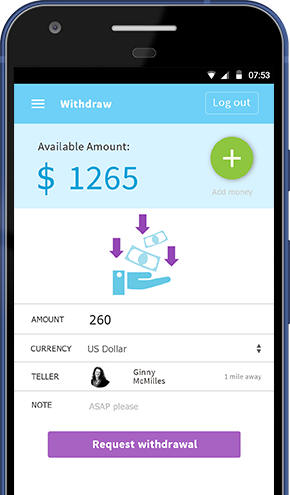 07:53
Withdraw
Log out
Available Amount:
$ 1265
Add money
AMOUNT 260
CURRENCY US Dollar
TELLER Ginny
McMilles
1 mile away
NOTE ASAP please
Request withdrawal